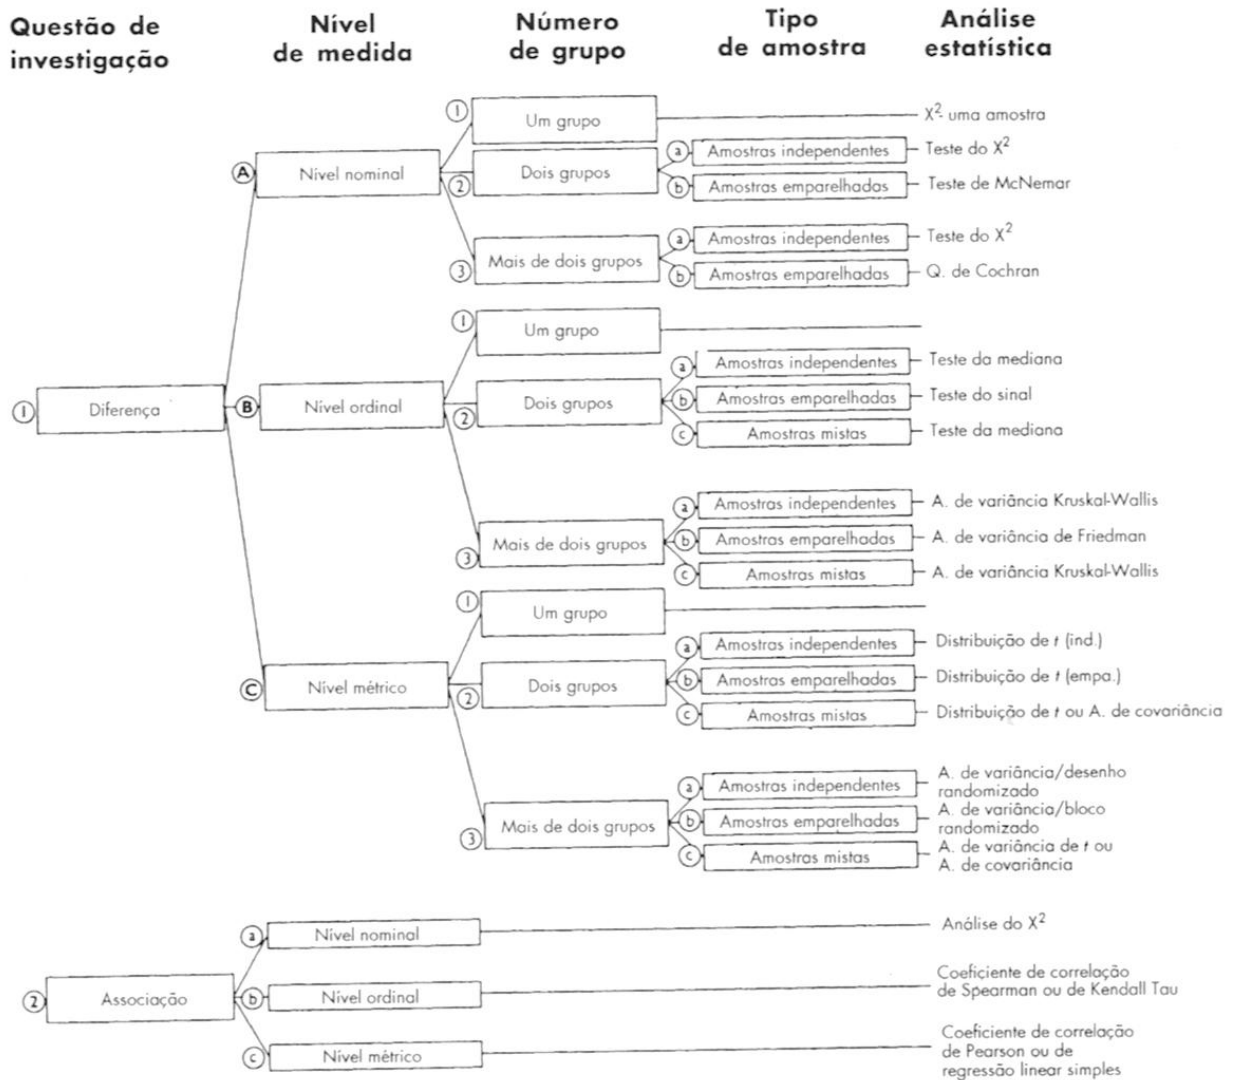 Questão de investigação
Nível de medida
Número de grupo
Tipo de amostra
Análise estatística
1 Um grupo
X²- uma amostra
A Nível nominal
2 Dois grupos
a Amostras independentes
Teste do X²
b Amostras emparelhadas
Teste de McNemar
3 Mais de dois grupos
a Amostras independentes
Teste do X²
b Amostras emparelhadas
Q. de Cochran
1 Diferença
B Nível ordinal
1 Um grupo
2 Dois grupos
a Amostras independentes
Teste da mediana
b Amostras emparelhadas
Teste do sinal
c Amostras mistas
Teste da mediana
3 Mais de dois grupos
a Amostras independentes
A. de variância Kruskal-Wallis
b Amostras emparelhadas
A. de variância de Friedman
c Amostras mistas
A. de variância Kruskal-Wallis
C Nível métrico
1 Um grupo
2 Dois grupos
a Amostras independentes
Distribuição de t (ind.)
b Amostras emparelhadas
Distribuição de t (empa.)
c Amostras mistas
Distribuição de t ou A. de covariância
3 Mais de dois grupos
a Amostras independentes
A. de variância/desenho
randomizado
b Amostras emparelhadas
A. de variância/bloco
randomizado
c Amostras mistas
A. de variância de t ou
A. de covariância
2 Associação
a Nível nominal
Análise do X²
b Nível ordinal
Coeficiente de correlação
de Spearman ou de Kendall Tau
c Nível métrico
Coeficiente de correlação
de Pearson ou de
regressão linear simples